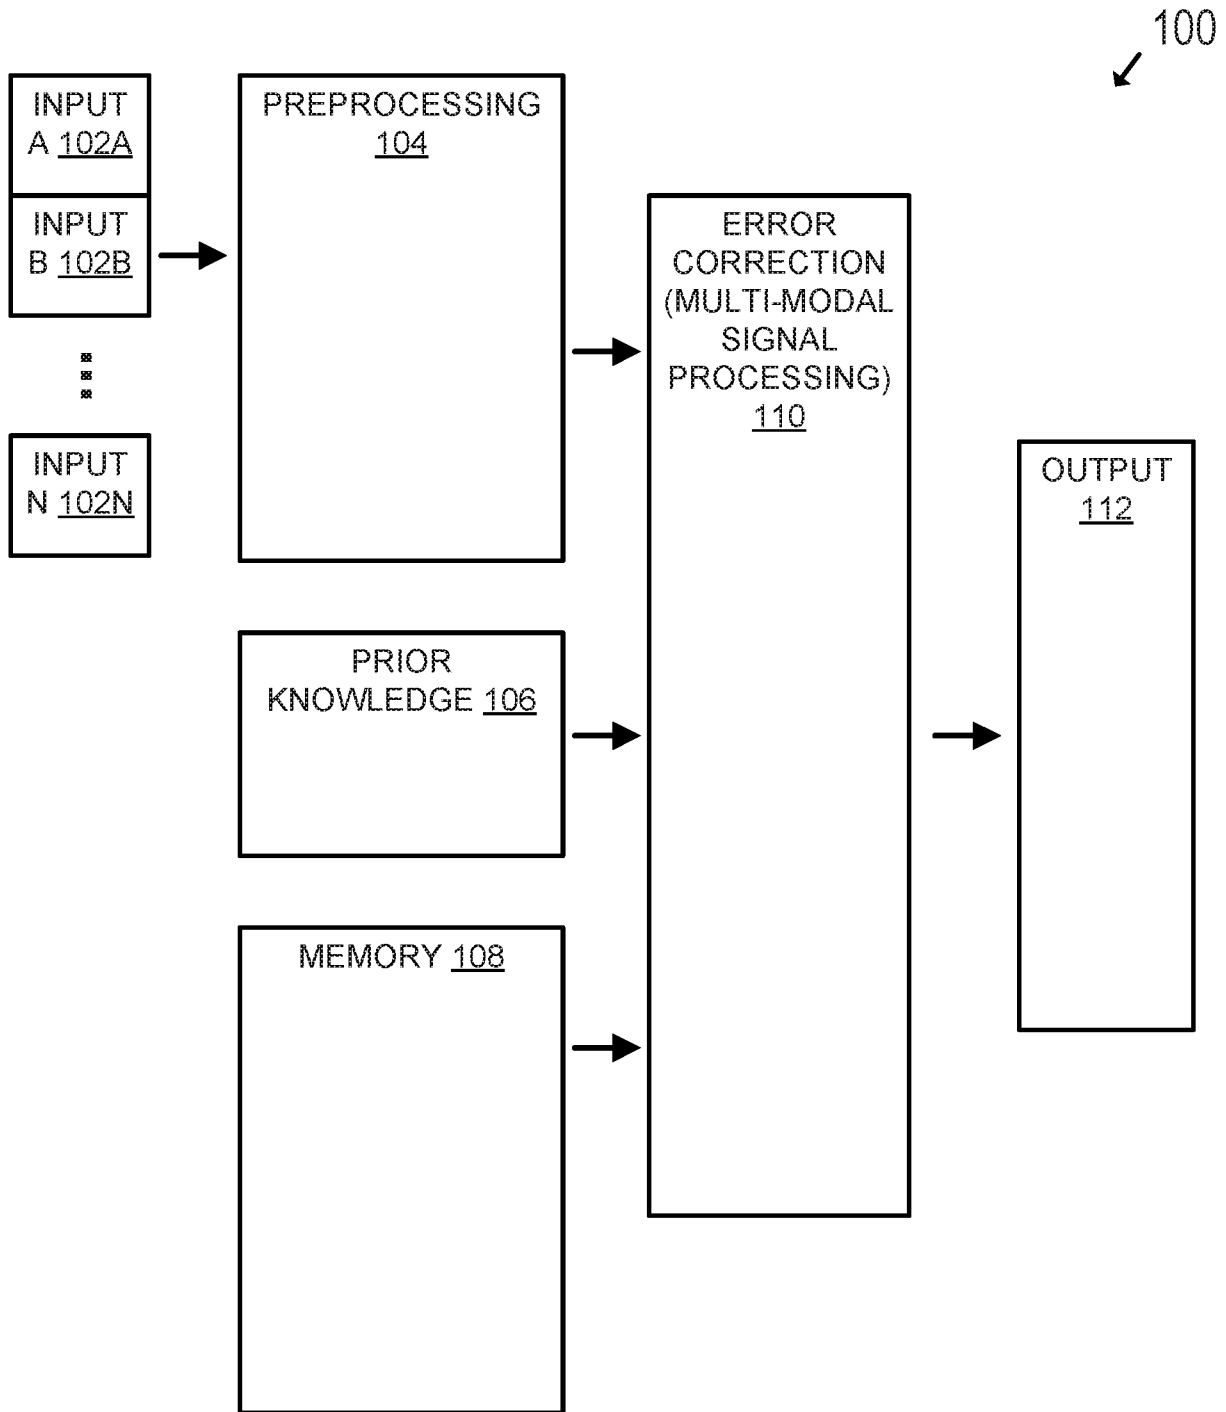 100
INPUT
A 102A
INPUT
B 102B
INPUT
N 102N
PREPROCESSING
104
PRIOR
KNOWLEDGE 106
MEMORY 108
ERROR
CORRECTION
(MULTI-MODAL
SIGNAL
PROCESSING)
110
OUTPUT
112